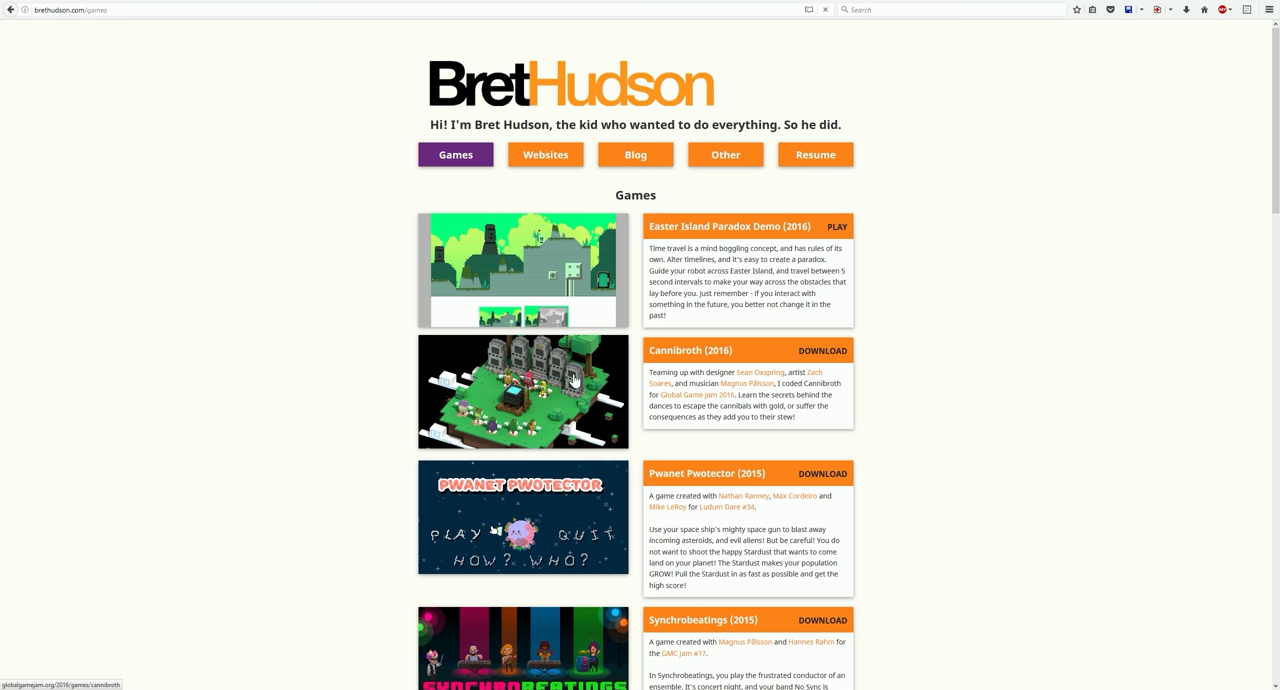 brethudson.com/games
Search
BretHudson
Hi! I'm Bret Hudson, the kid who wanted to do everything. So he did.
Games Websites Blog Other Resume
Games
Easter Island Paradox Demo (2016) PLAY
Time travel is a mind boggling concept, and has rules of its
own. Alter timelines, and it's easy to create a paradox.
Guide your robot across Easter Island, and travel between 5
second intervals to make your way across the obstacles that
lay before you. Just remember - if you interact with
something in the future, you better not change it in the
past!
Cannibroth (2016) DOWNLOAD
Teaming up with designer Sean Oxspring, artist Zach
Soares, and musician Magnus Pålsson, I coded Cannibroth
for Global Game Jam 2016. Learn the secrets behind the
dances to escape the cannibals with gold, or suffer the
consequences as they add you to their stew!
PWANET PWOTECTOR
PLAY QUIT
HOW? WHO?
Pwanet Pwotector (2015) DOWNLOAD
A game created with Nathan Ranney, Max Cordeiro and
Mike LeRoy for Ludum Dare #34.
Use your space ship's mighty space gun to blast away
incoming asteroids, and evil aliens! But be careful! You do
not want to shoot the happy Stardust that wants to come
land on your planet! The Stardust makes your population
GROW! Pull the Stardust in as fast as possible and get the
high score!
SYNCHROBEATINGS
Synchrobeatings (2015) DOWNLOAD
A game created with Magnus Pålsson and Hannes Rahm for
the GMC Jam #17.
In Synchrobeatings, you play the frustrated conductor of an
ensemble. It's concert night, and your band No Sync is
globalgamejam.org/2016/games/cannibroth